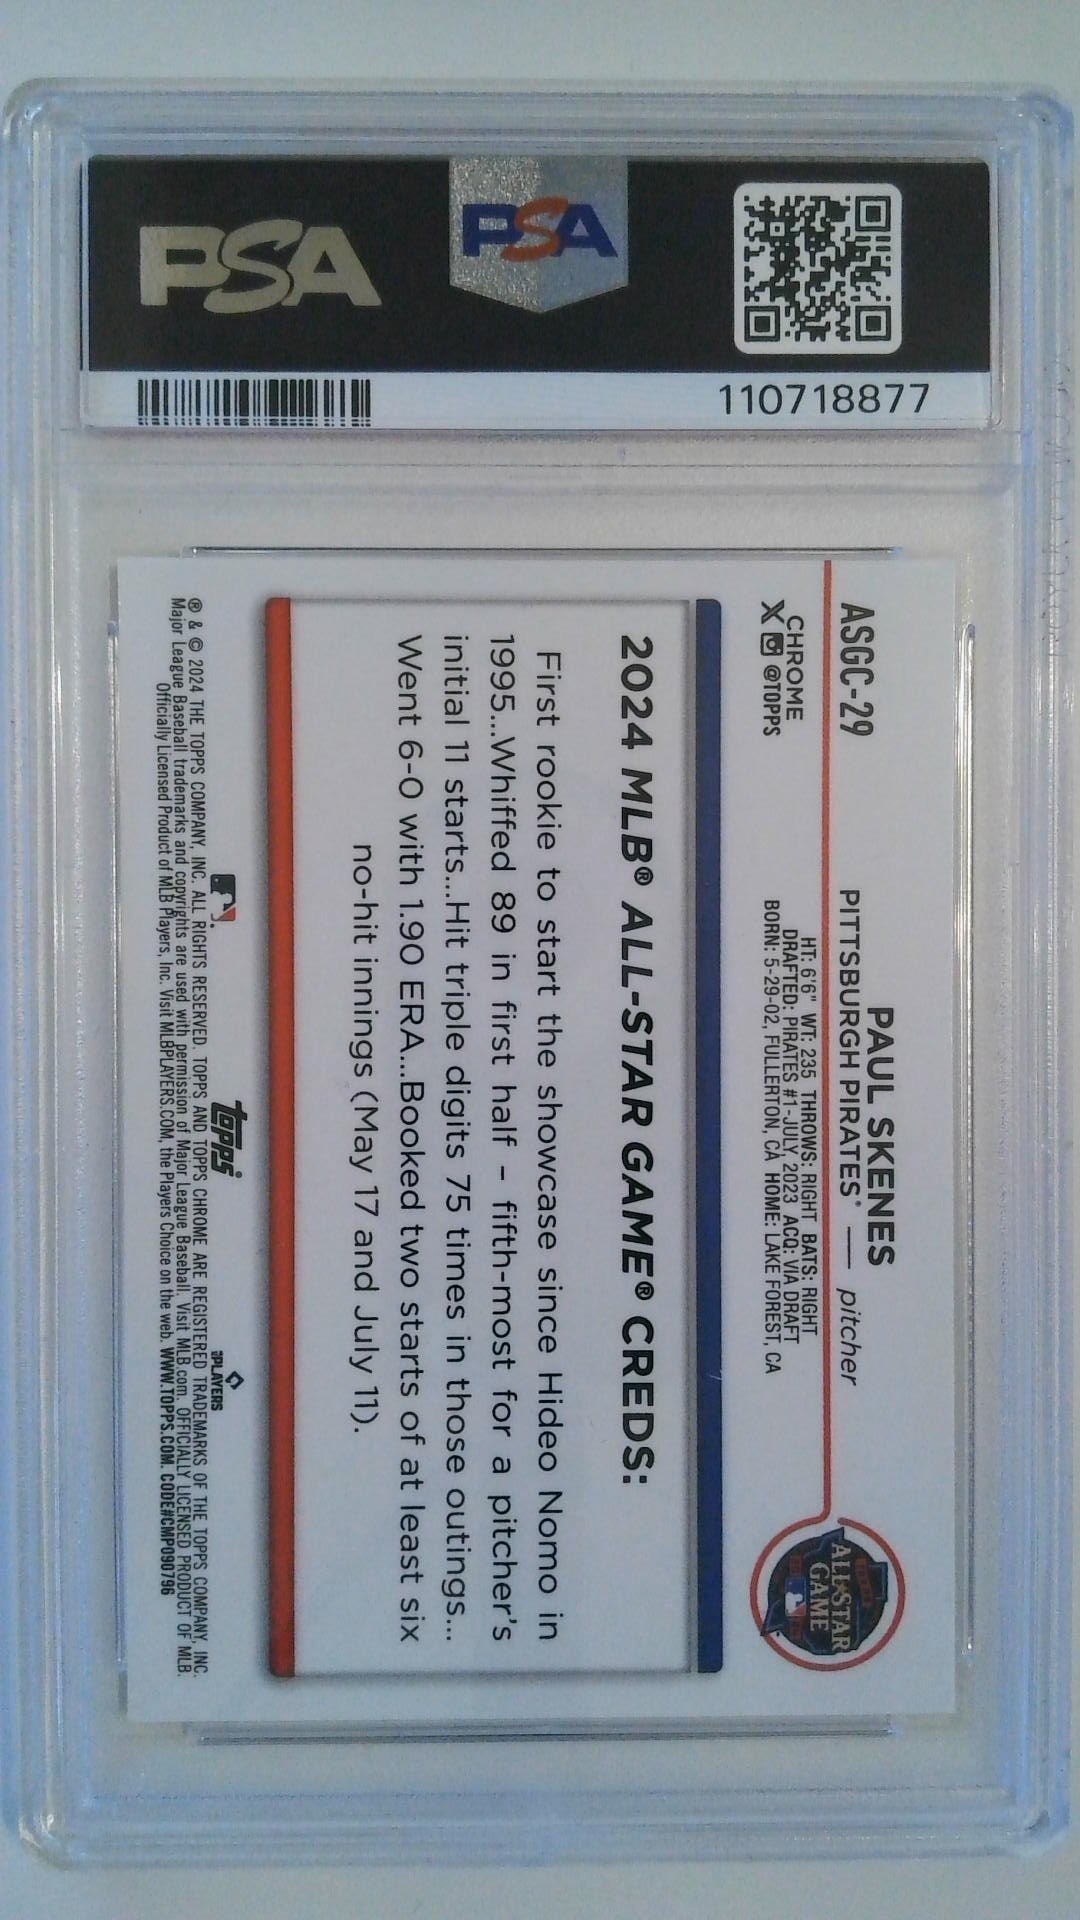 PSA
PSA
110718877
ASGC-29
PAUL SKENES
PITTSBURGH PIRATES® — pitcher
CHROME
X @TOPPS
HT: 6'6" WT: 235 THROWS: RIGHT BATS: RIGHT
DRAFTED: PIRATES #1-JULY, 2023 ACQ: VIA DRAFT
BORN: 5-29-02, FULLERTON, CA HOME: LAKE FOREST, CA
ALL★STAR
GAME
2024 MLB® ALL-STAR GAME® CREDS:
First rookie to start the showcase since Hideo Nomo in
1995...Whiffed 89 in first half – fifth-most for a pitcher's
initial 11 starts...Hit triple digits 75 times in those outings...
Went 6-0 with 1.90 ERA...Booked two starts of at least six
no-hit innings (May 17 and July 11).
topps
PLAYERS
® & © 2024 THE TOPPS COMPANY, INC. ALL RIGHTS RESERVED. TOPPS AND TOPPS CHROME ARE REGISTERED TRADEMARKS OF THE TOPPS COMPANY, INC.
Major League Baseball trademarks and copyrights are used with permission of Major League Baseball. Visit MLB.com. OFFICIALLY LICENSED PRODUCT OF MLB
Officially Licensed Product of MLB Players, Inc. Visit MLBPLAYERS.COM, the Players Choice on the web. WWW.TOPPS.COM. CODE#CMP090796